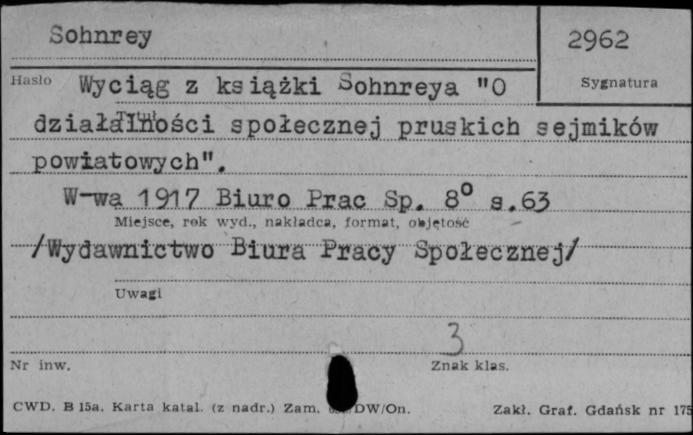 Sohnrey
2962
Hasło
Sygnatura
Wyciąg z książki Sohnreya "O
Tytuł
działalności społecznej pruskich sejmików
powiatowych".
W-wa 1917 Biuro Prac Sp. 8° s.63
Miejsce, rok wyd., nakładca, format, objętość
/Wydawnictwo Biura Pracy Społecznej/
Uwagi
3
Nr inw.
Znak klas.
CWD. B 15a. Karta katal. (z nadr.) Zam. /DW/On.
Zakł. Graf. Gdańsk nr 175